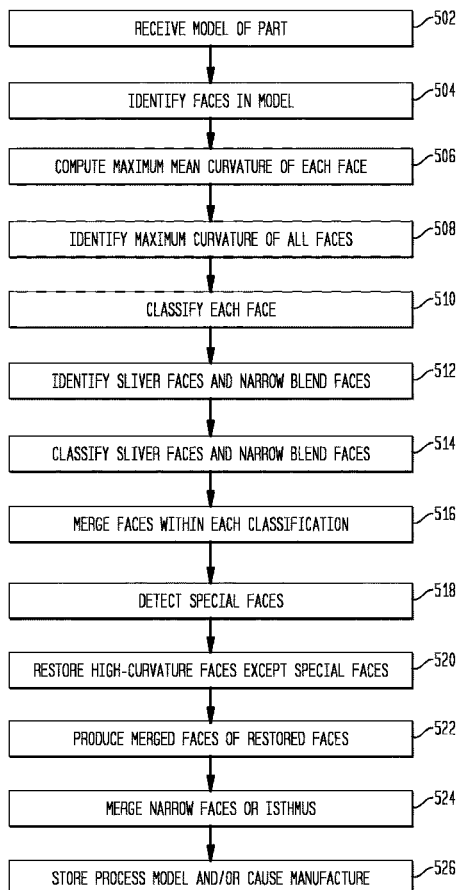 RECEIVE MODEL OF PART 502
IDENTIFY FACES IN MODEL 504
COMPUTE MAXIMUM MEAN CURVATURE OF EACH FACE 506
IDENTIFY MAXIMUM CURVATURE OF ALL FACES 508
CLASSIFY EACH FACE 510
IDENTIFY SLIVER FACES AND NARROW BLEND FACES 512
CLASSIFY SLIVER FACES AND NARROW BLEND FACES 514
MERGE FACES WITHIN EACH CLASSIFICATION 516
DETECT SPECIAL FACES 518
RESTORE HIGH-CURVATURE FACES EXCEPT SPECIAL FACES 520
PRODUCE MERGED FACES OF RESTORED FACES 522
MERGE NARROW FACES OR ISTHMUS 524
STORE PROCESS MODEL AND/OR CAUSE MANUFACTURE 526